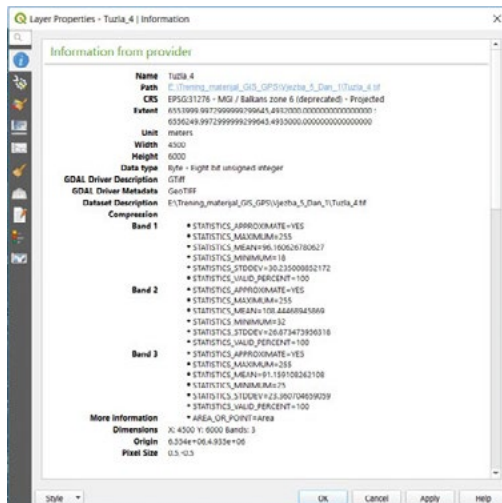 Layer Properties - Tuzla_4 | Information
Information from provider
Name Tuzla_4
Path E:\Trening_materijal_GIS_GPS\Vjezba_5_Dan_1\Tuzla_4.tif
CRS EPSG:31276 - MGI / Balkans zone 6 (deprecated) - Projected
Extent 6553999.9972999999299645,4932000.0000000000000000 :
6556249.9972999999299645,4935000.0000000000000000
Unit meters
Width 4500
Height 6000
Data type Byte - Eight bit unsigned integer
GDAL Driver Description GTiff
GDAL Driver Metadata GeoTIFF
Dataset Description E:\Trening_materijal_GIS_GPS\Vjezba_5_Dan_1\Tuzla_4.tif
Compression
Band 1 • STATISTICS_APPROXIMATE=YES
• STATISTICS_MAXIMUM=255
• STATISTICS_MEAN=96.160626780627
• STATISTICS_MINIMUM=18
• STATISTICS_STDDEV=30.235000852172
• STATISTICS_VALID_PERCENT=100
Band 2 • STATISTICS_APPROXIMATE=YES
• STATISTICS_MAXIMUM=255
• STATISTICS_MEAN=108.44468945869
• STATISTICS_MINIMUM=32
• STATISTICS_STDDEV=26.873473956518
• STATISTICS_VALID_PERCENT=100
Band 3 • STATISTICS_APPROXIMATE=YES
• STATISTICS_MAXIMUM=255
• STATISTICS_MEAN=91.159108262108
• STATISTICS_MINIMUM=25
• STATISTICS_STDDEV=23.360704659059
• STATISTICS_VALID_PERCENT=100
More information • AREA_OR_POINT=Area
Dimensions X: 4500 Y: 6000 Bands: 3
Origin 6.554e+06,4.935e+06
Pixel Size 0.5,-0.5
Style OK Cancel Apply Help